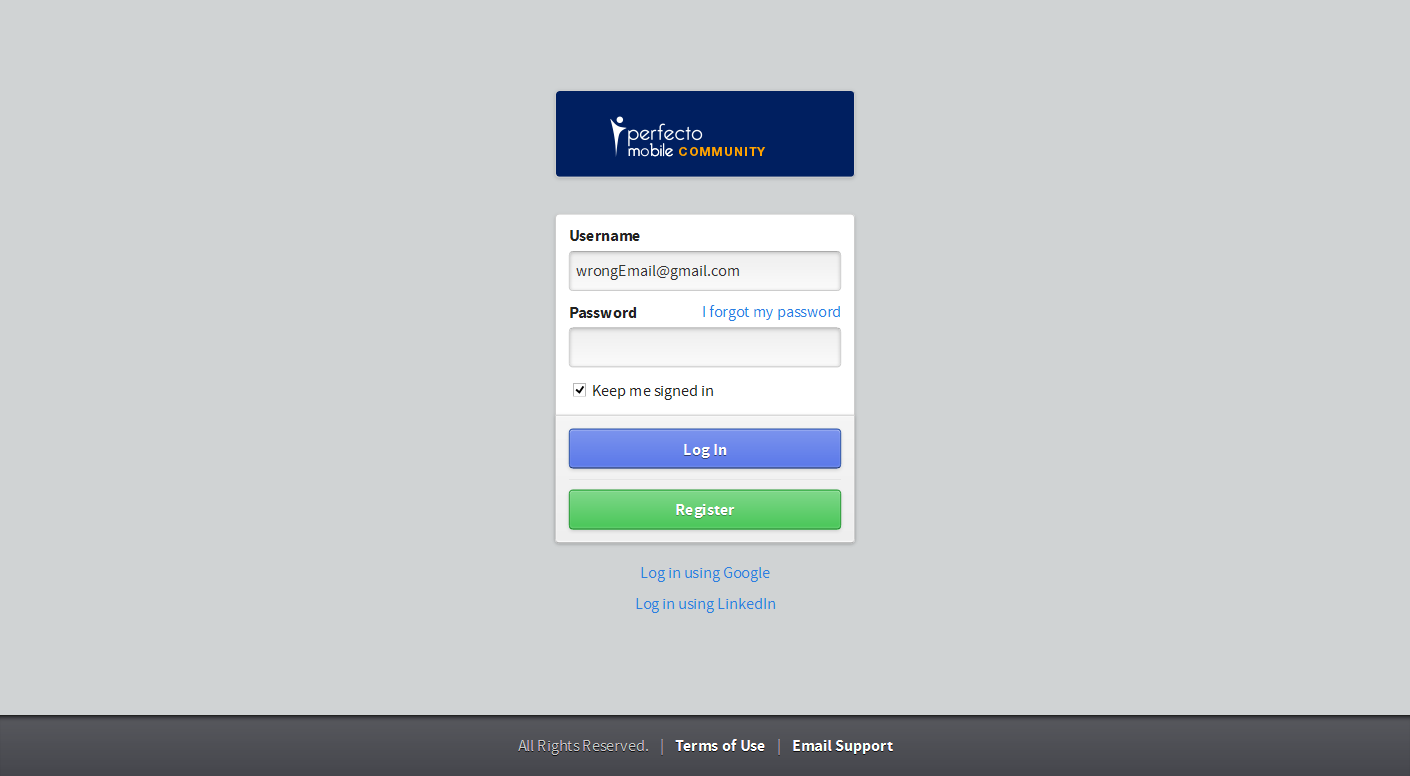 perfecto
mobile COMMUNITY
Username
wrongEmail@gmail.com
Password I forgot my password
Keep me signed in
Log In
Register
Log in using Google
Log in using LinkedIn
All Rights Reserved. | Terms of Use | Email Support